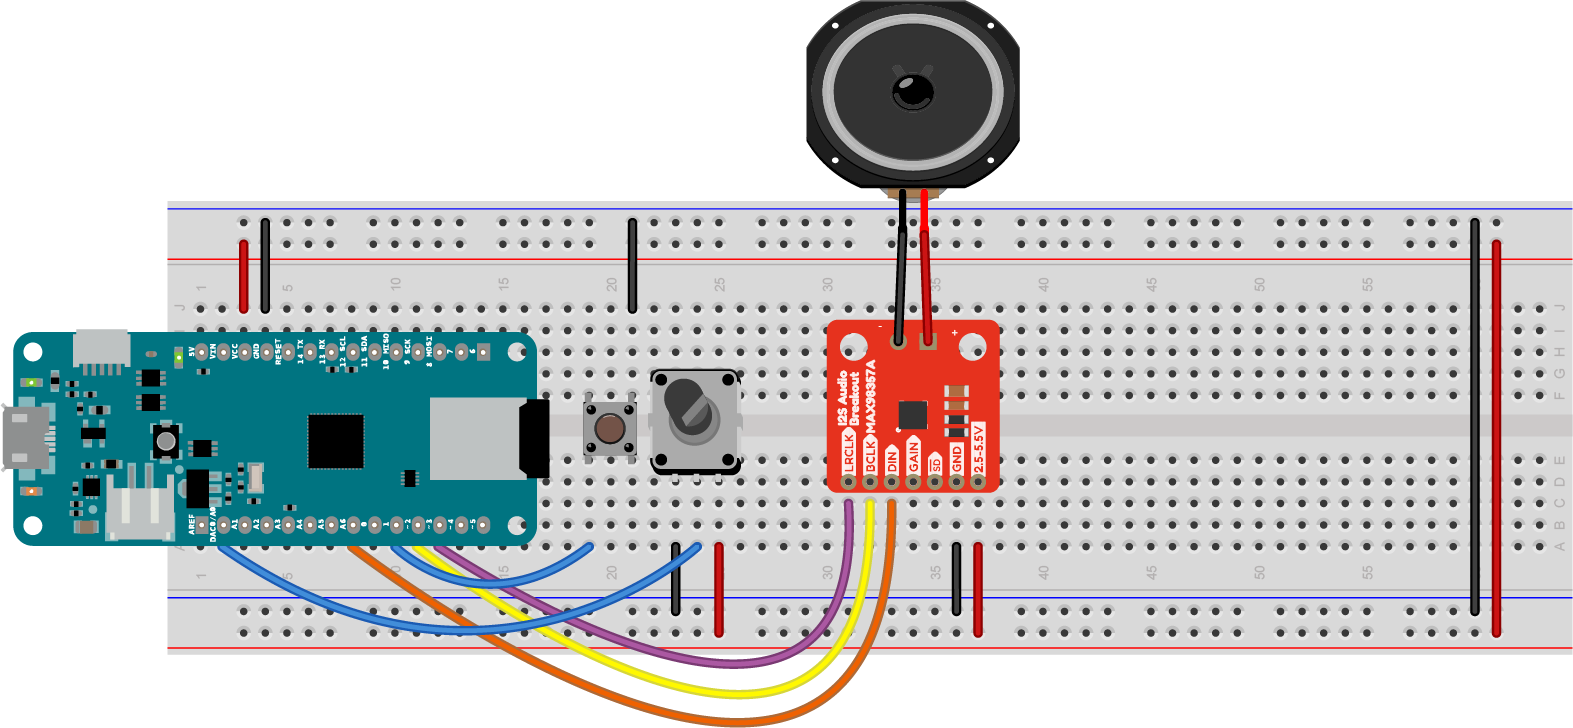 1 5 10 15 20 25 30 35 40 45 50 55
J J
I
H
G
F
5V VIN VCC GND RESET 14 TX 13 RX 12 SCL 11 SDA 10 MISO 9 SCK 8 MOSI 7 6
I2S Audio
Breakout
MAX98357A
- +
LRCLK BCLK DIN GAIN SD GND 2.5-5.5V
E
D
C
B
A A
AREF DAC0/A0 A1 A2 A3 A4 A5 A6 0 1 ~2 ~3 ~4 ~5
1 5 15 20 30 35 40 45 50 55